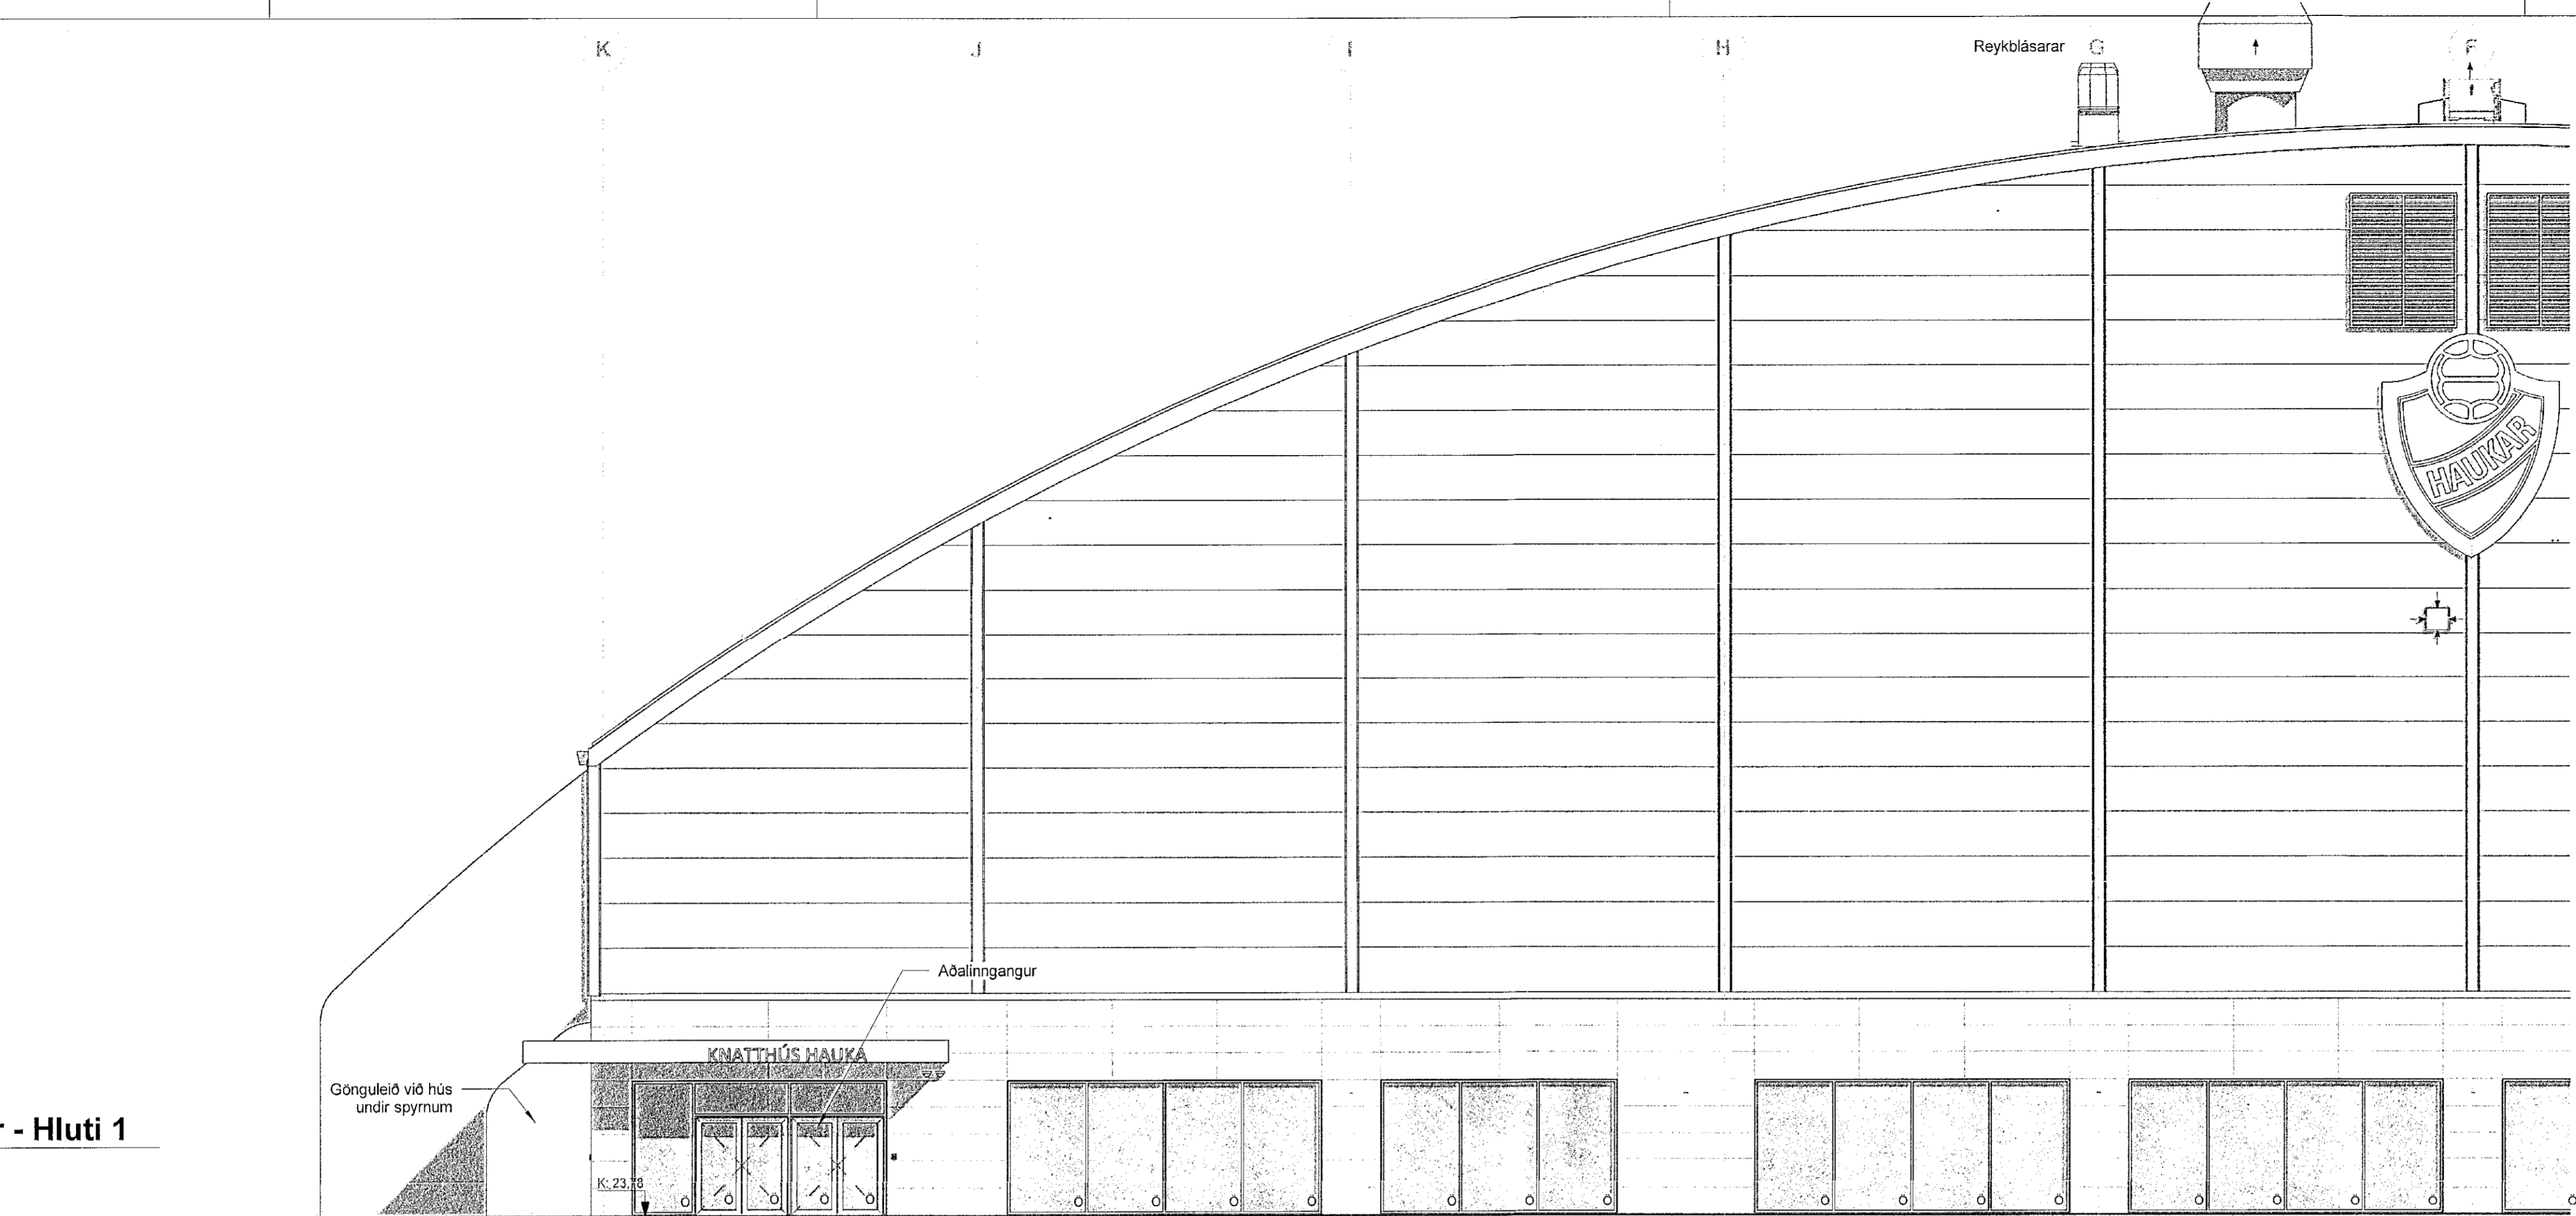 K J I H Reykblásarar G F
HAUKAR
Aðalinngangur
KNATTHÚS HAUKA
Gönguleið við hús
undir spyrnum
- Hluti 1
K: 23,78